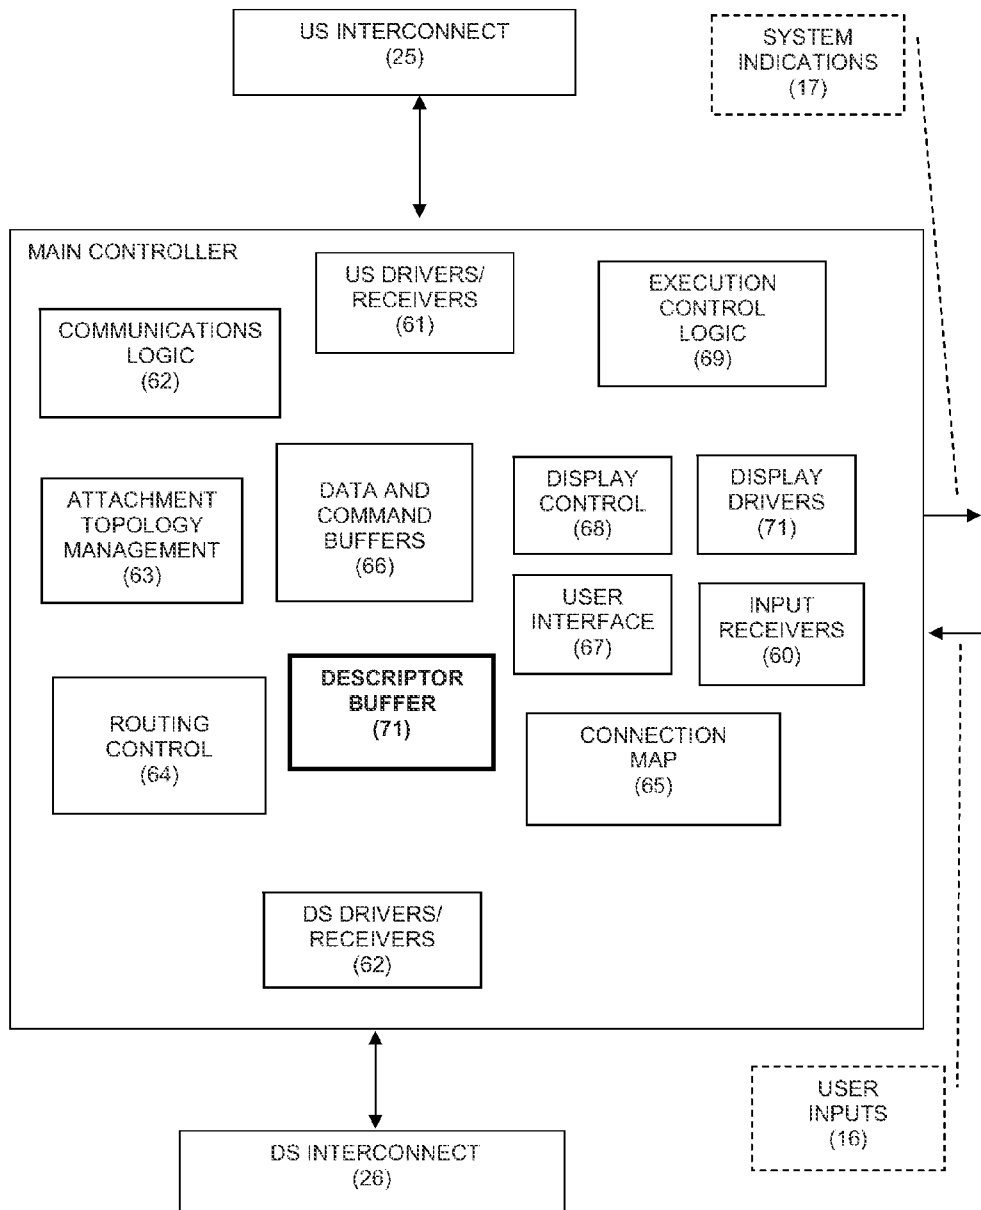 US INTERCONNECT
(25)
SYSTEM
INDICATIONS
(17)
MAIN CONTROLLER
US DRIVERS/
RECEIVERS
(61)
EXECUTION
CONTROL
LOGIC
(69)
COMMUNICATIONS
LOGIC
(62)
ATTACHMENT
TOPOLOGY
MANAGEMENT
(63)
DATA AND
COMMAND
BUFFERS
(66)
DISPLAY
CONTROL
(68)
DISPLAY
DRIVERS
(71)
USER
INTERFACE
(67)
INPUT
RECEIVERS
(60)
ROUTING
CONTROL
(64)
DESCRIPTOR
BUFFER
(71)
CONNECTION
MAP
(65)
DS DRIVERS/
RECEIVERS
(62)
USER
INPUTS
(16)
DS INTERCONNECT
(26)